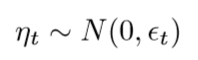 η_t ∼ N(0, ϵ_t)